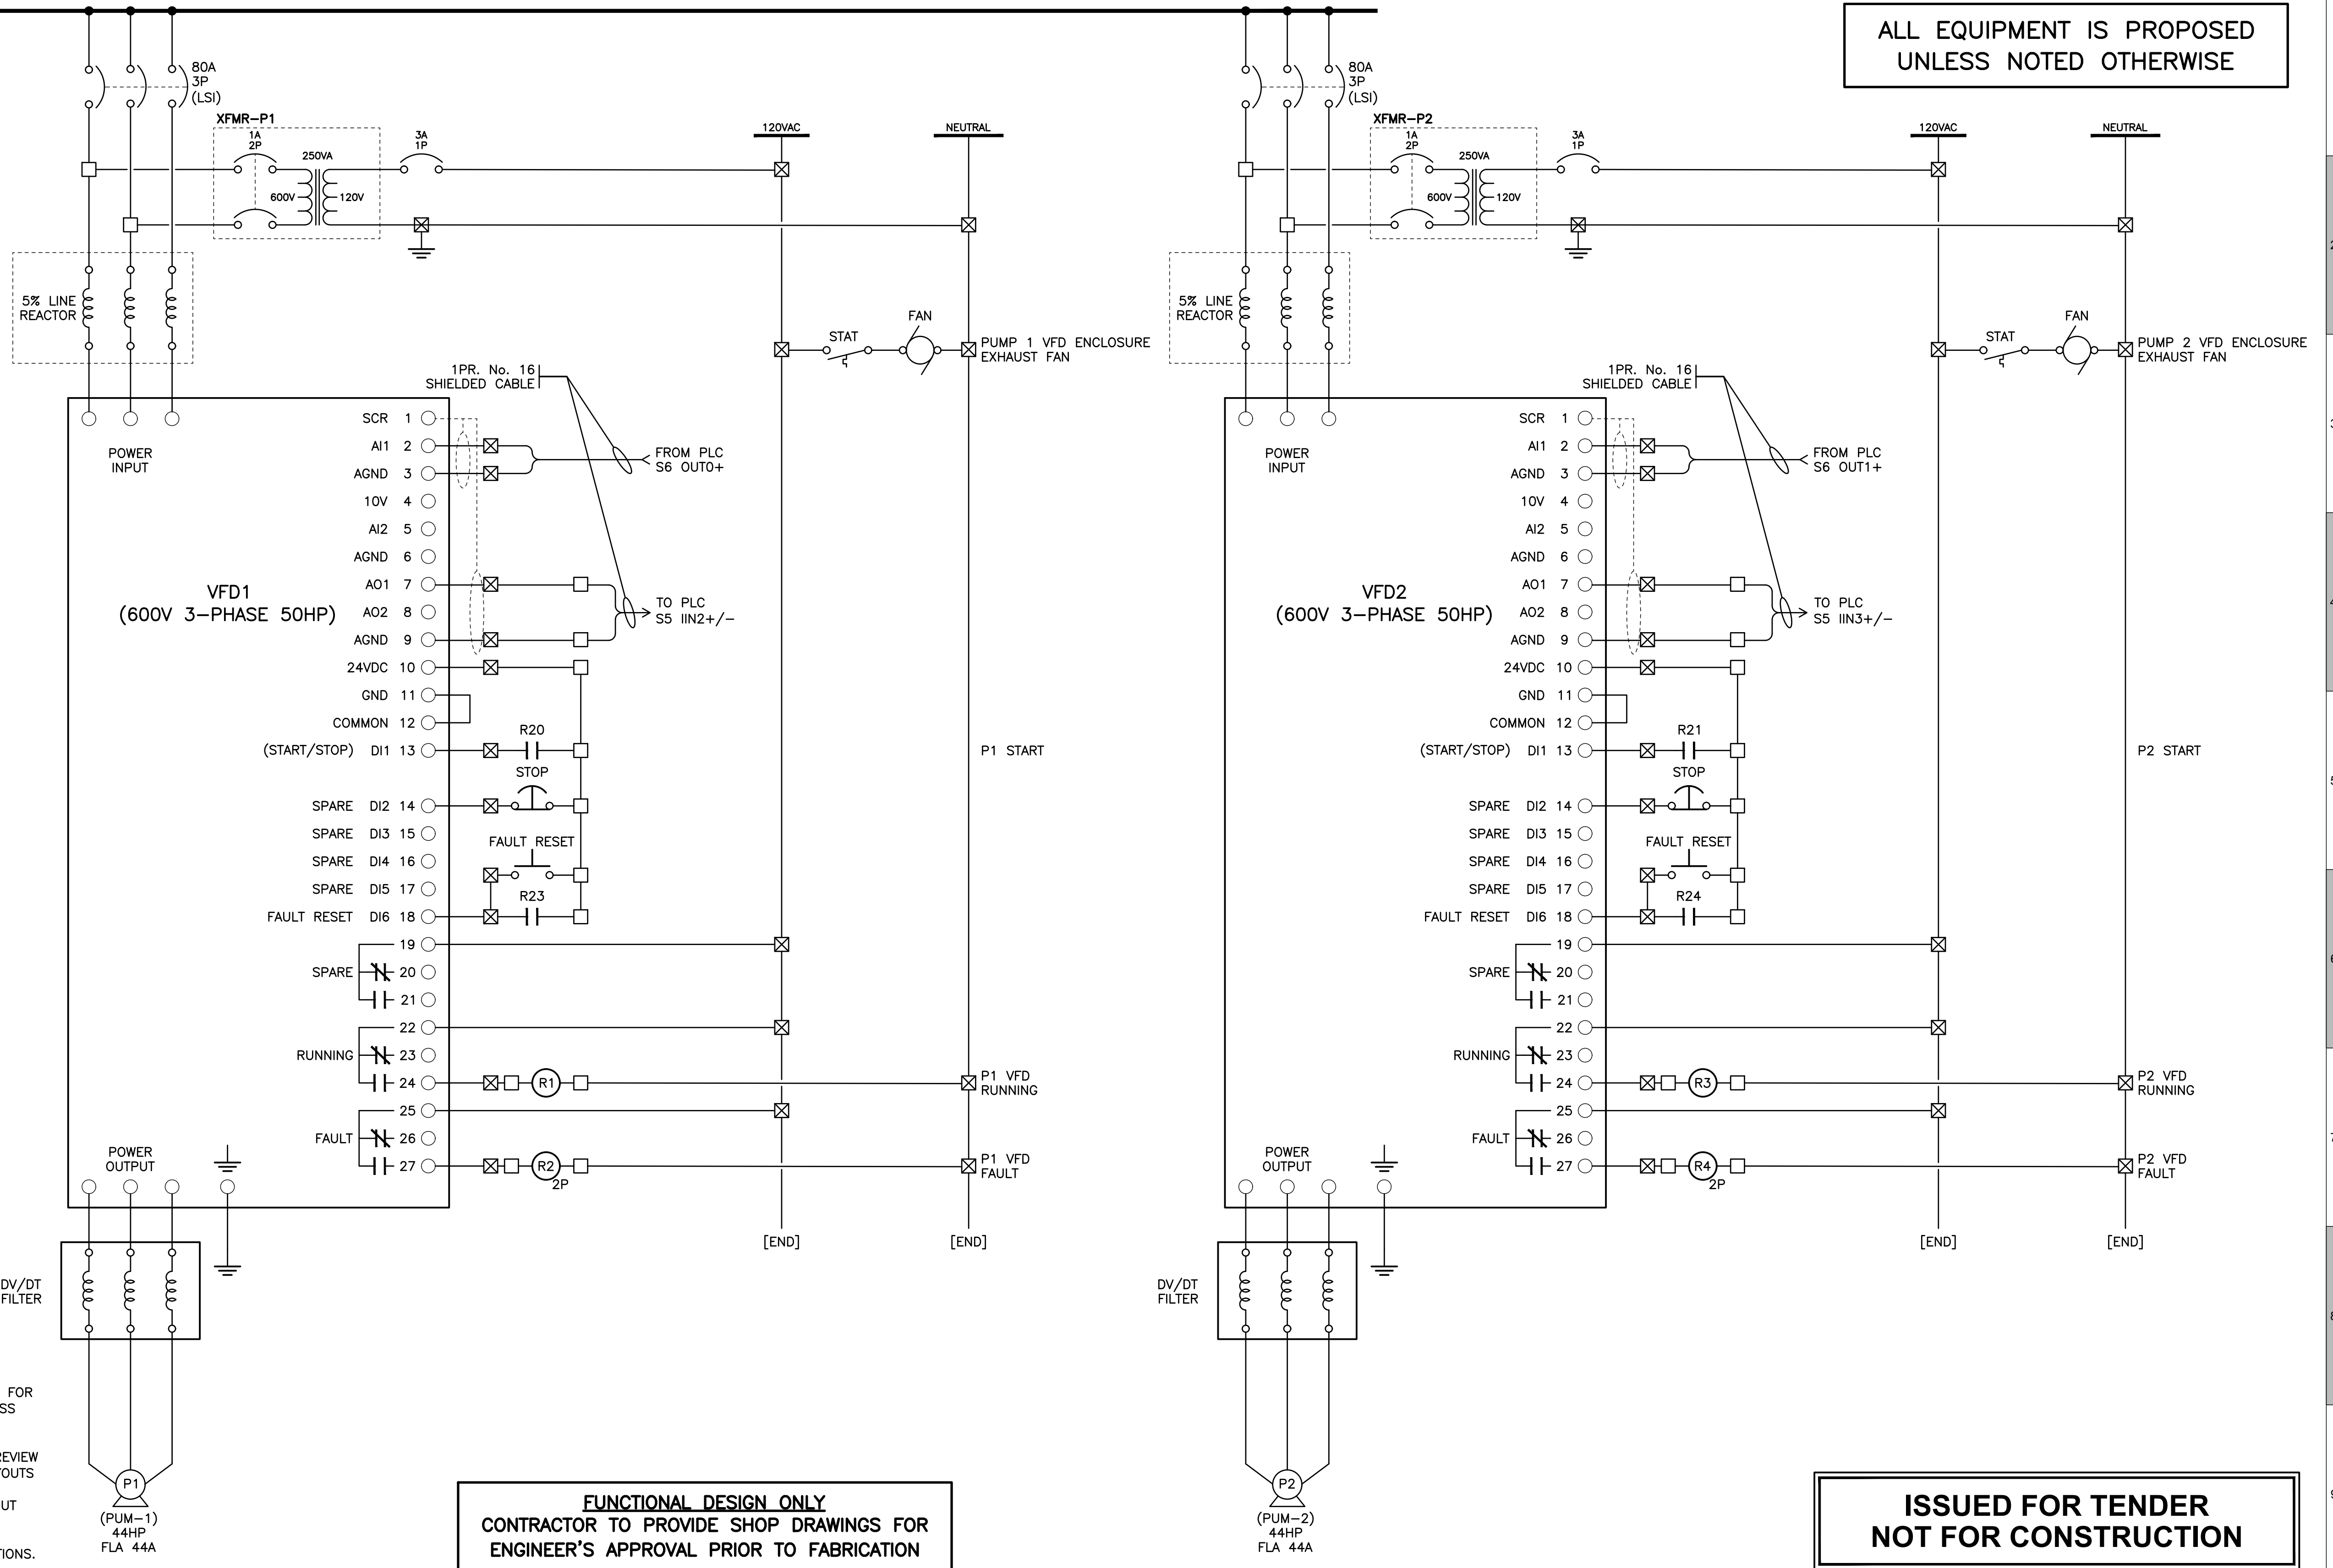 ALL EQUIPMENT IS PROPOSED
UNLESS NOTED OTHERWISE
80A
3P
(LSI)
XFMR-P1
1A
2P
250VA
600V
120V
3A
1P
120VAC
NEUTRAL
5% LINE
REACTOR
STAT
FAN
PUMP 1 VFD ENCLOSURE
EXHAUST FAN
1PR. No. 16
SHIELDED CABLE
POWER
INPUT
VFD1
(600V 3-PHASE 50HP)
SCR 1
AI1 2
AGND 3
FROM PLC
S6 OUT0+
10V 4
AI2 5
AGND 6
AO1 7
AO2 8
TO PLC
S5 IIN2+/-
AGND 9
24VDC 10
GND 11
COMMON 12
R20
(START/STOP) DI1 13
P1 START
STOP
SPARE DI2 14
SPARE DI3 15
FAULT RESET
SPARE DI4 16
SPARE DI5 17
R23
FAULT RESET DI6 18
19
SPARE 20
21
22
RUNNING 23
24
R1
P1 VFD
RUNNING
25
FAULT 26
27
R2
2P
P1 VFD
FAULT
POWER
OUTPUT
[END]
[END]
DV/DT
FILTER
P1
(PUM-1)
44HP
FLA 44A
80A
3P
(LSI)
XFMR-P2
1A
2P
250VA
600V
120V
3A
1P
120VAC
NEUTRAL
5% LINE
REACTOR
STAT
FAN
PUMP 2 VFD ENCLOSURE
EXHAUST FAN
1PR. No. 16
SHIELDED CABLE
POWER
INPUT
VFD2
(600V 3-PHASE 50HP)
SCR 1
AI1 2
AGND 3
FROM PLC
S6 OUT1+
10V 4
AI2 5
AGND 6
AO1 7
AO2 8
TO PLC
S5 IIN3+/-
AGND 9
24VDC 10
GND 11
COMMON 12
R21
(START/STOP) DI1 13
P2 START
STOP
SPARE DI2 14
SPARE DI3 15
FAULT RESET
SPARE DI4 16
SPARE DI5 17
R24
FAULT RESET DI6 18
19
SPARE 20
21
22
RUNNING 23
24
R3
P2 VFD
RUNNING
25
FAULT 26
27
R4
2P
P2 VFD
FAULT
POWER
OUTPUT
[END]
[END]
DV/DT
FILTER
P2
(PUM-2)
44HP
FLA 44A
FOR
FUNCTIONAL DESIGN ONLY
CONTRACTOR TO PROVIDE SHOP DRAWINGS FOR
ENGINEER'S APPROVAL PRIOR TO FABRICATION
ISSUED FOR TENDER
NOT FOR CONSTRUCTION